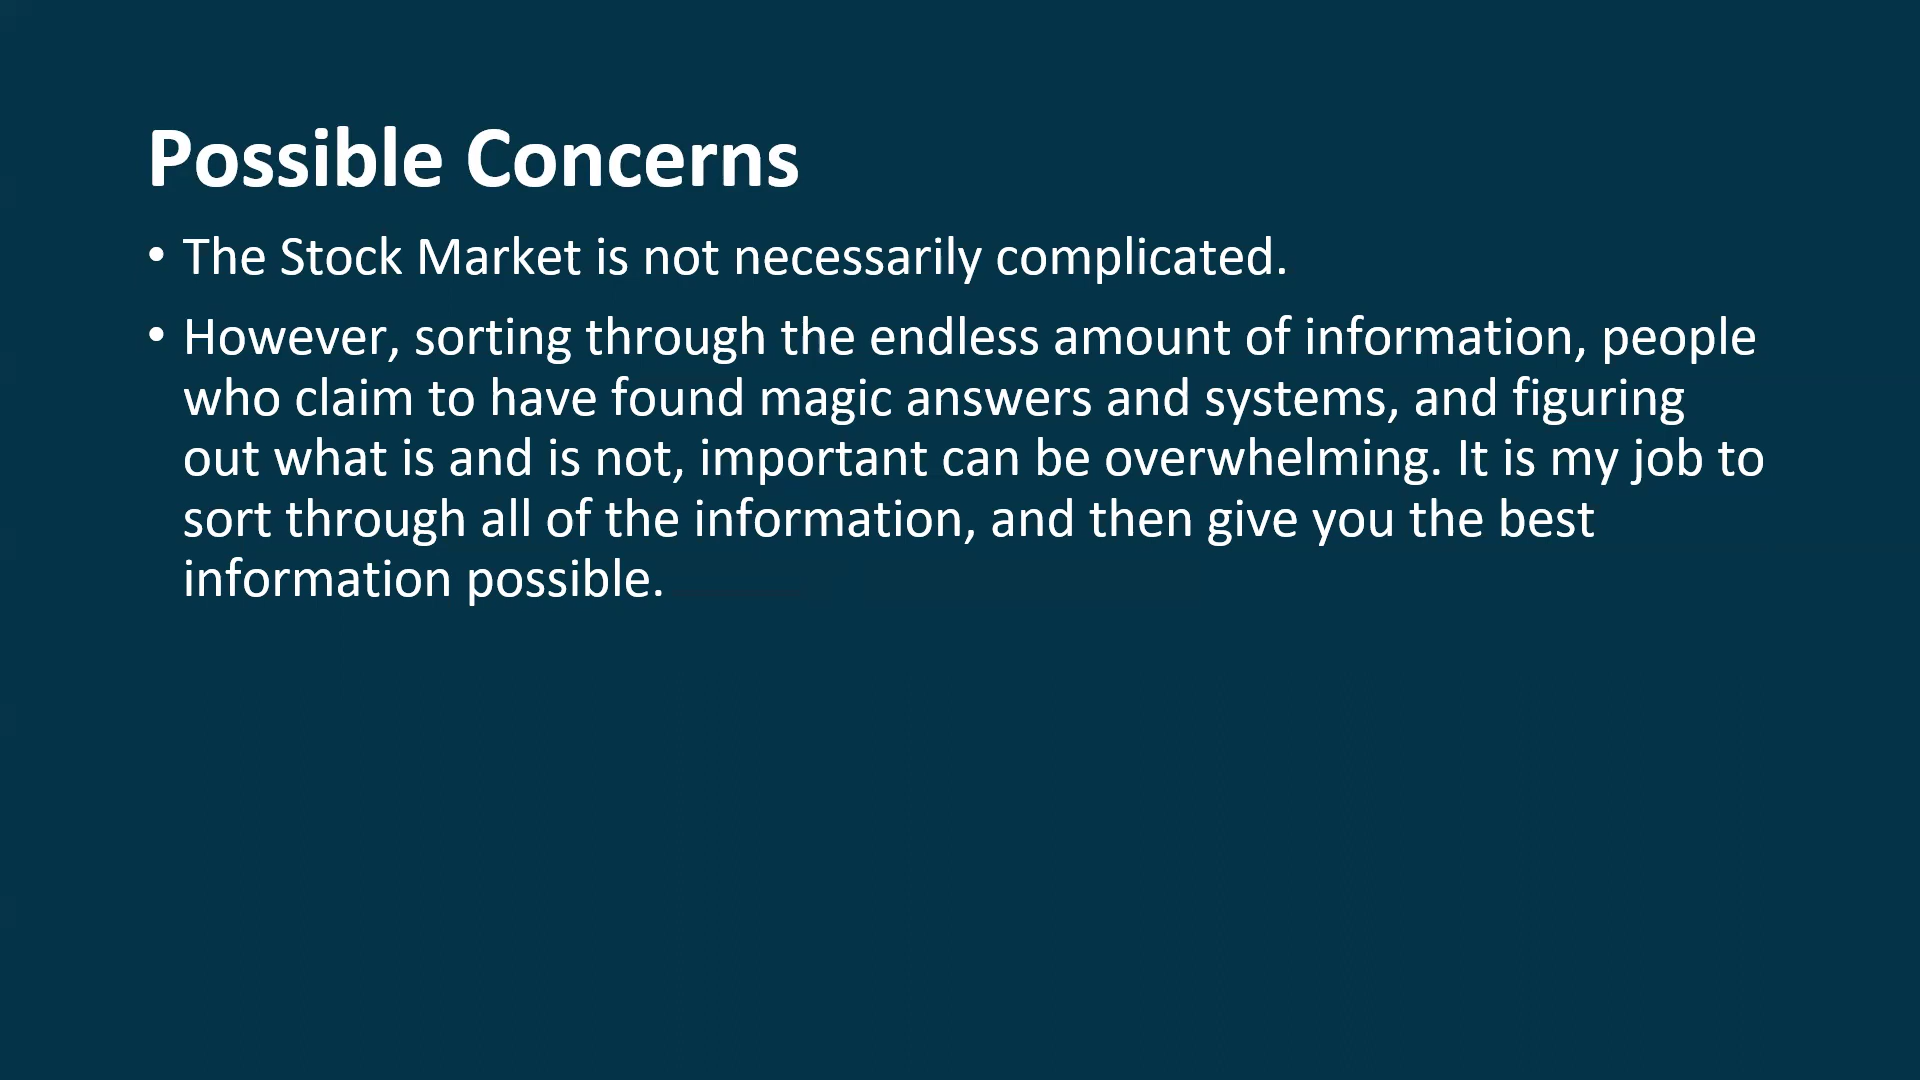 Possible Concerns
• The Stock Market is not necessarily complicated.
• However, sorting through the endless amount of information, people
who claim to have found magic answers and systems, and figuring
out what is and is not, important can be overwhelming. It is my job to
sort through all of the information, and then give you the best
information possible.